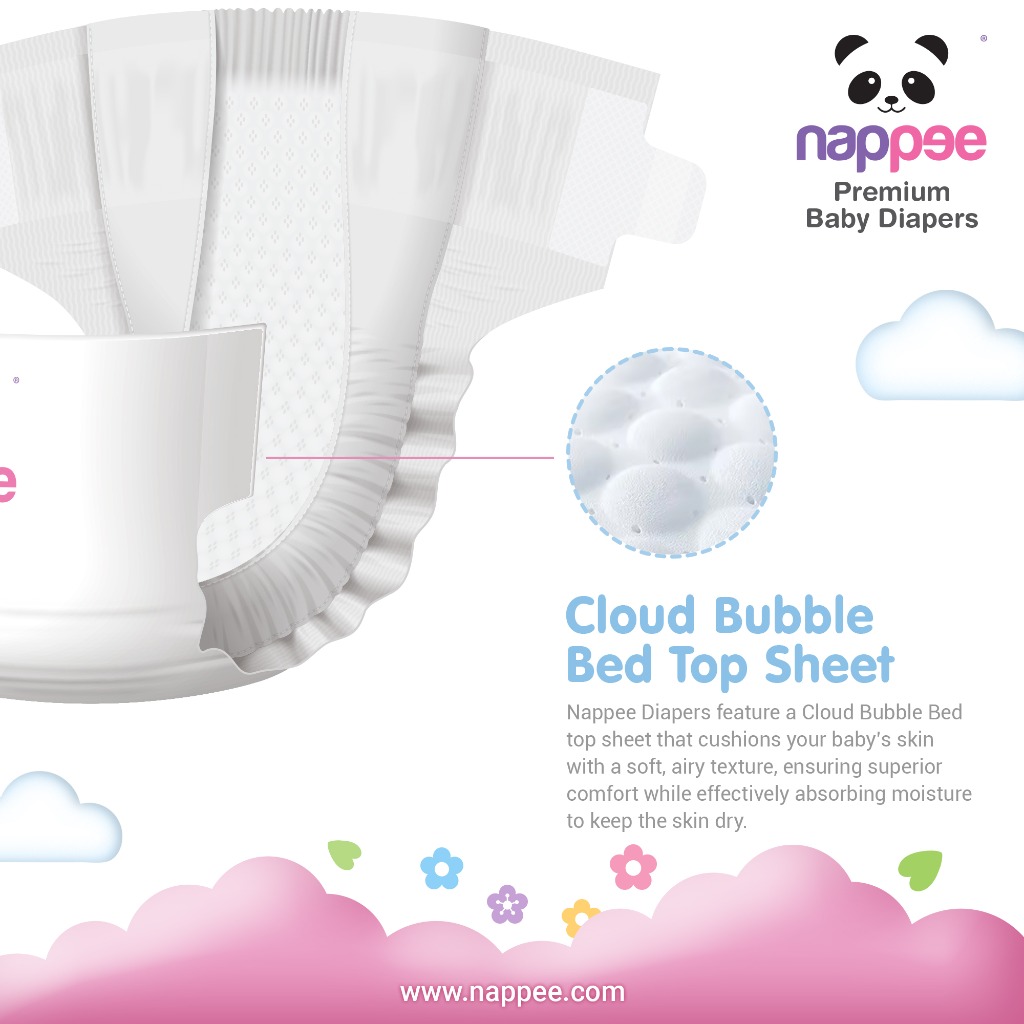 ®
nappee
Premium
Baby Diapers
®
e
Cloud Bubble
Bed Top Sheet
Nappee Diapers feature a Cloud Bubble Bed
top sheet that cushions your baby's skin
with a soft, airy texture, ensuring superior
comfort while effectively absorbing moisture
to keep the skin dry.
www.nappee.com